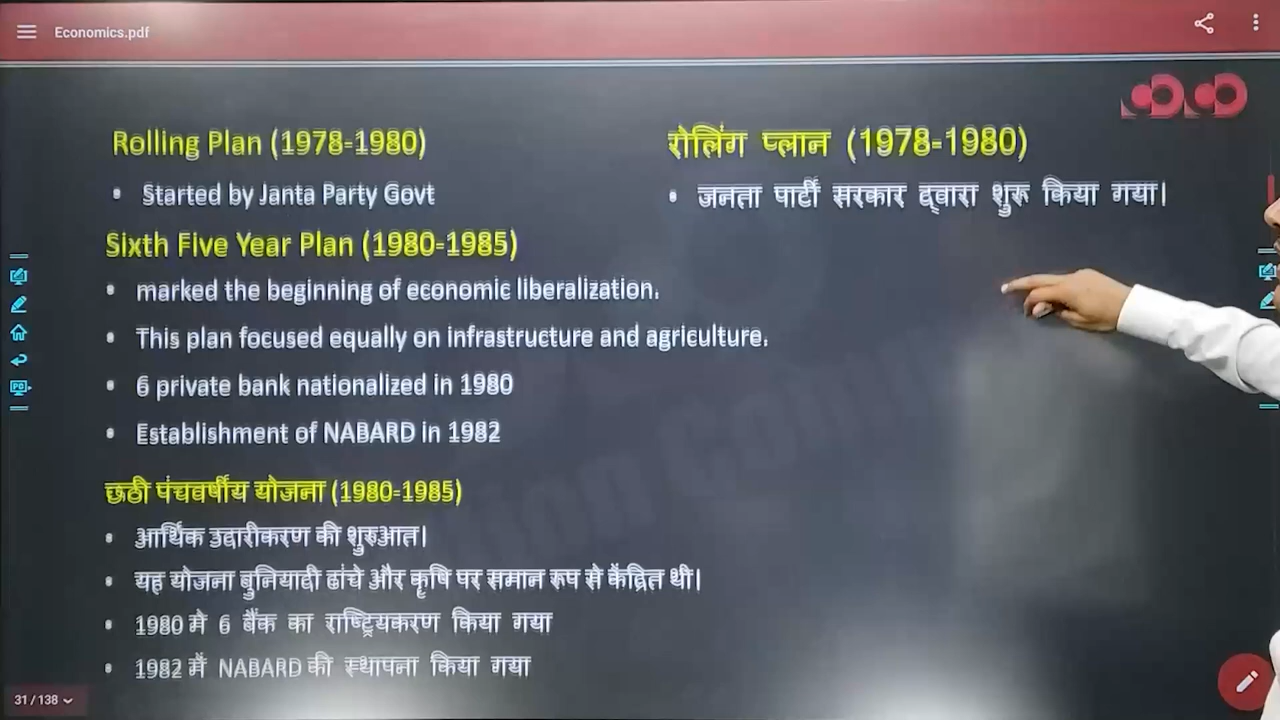 Economics.pdf
Rolling Plan (1978-1980)
• Started by Janta Party Govt
रोलिंग प्लान (1978-1980)
• जनता पार्टी सरकार द्वारा शुरू किया गया।
Sixth Five Year Plan (1980-1985)
• marked the beginning of economic liberalization.
• This plan focused equally on infrastructure and agriculture.
• 6 private bank nationalized in 1980
• Establishment of NABARD in 1982
छठी पंचवर्षीय योजना (1980-1985)
• आर्थिक उदारीकरण की शुरुआत।
• यह योजना बुनियादी ढांचे और कृषि पर समान रूप से केंद्रित थी।
• 1980 मे 6 बैंक का राष्ट्रियकरण किया गया
• 1982 में NABARD की स्थापना किया गया
31 / 138